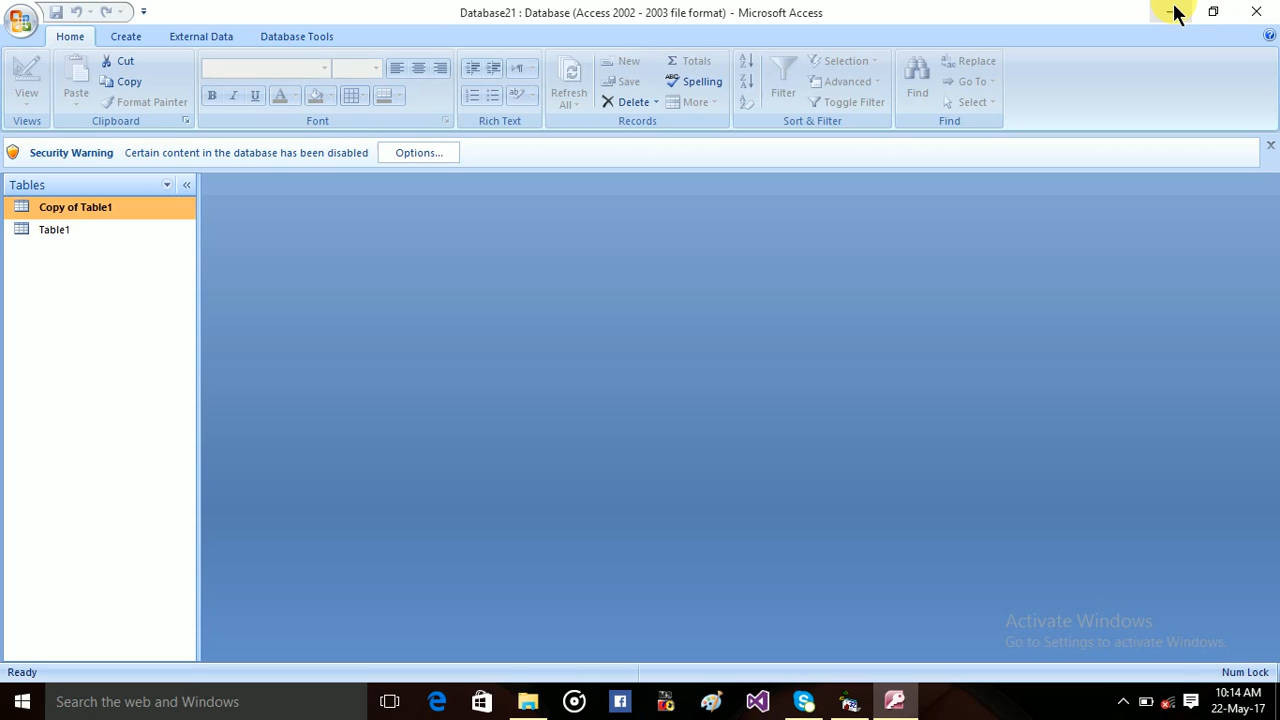 Database21 : Database (Access 2002 - 2003 file format) - Microsoft Access
Home Create External Data Database Tools
View Paste Cut Copy Format Painter
B I U
Refresh All New Save Delete Totals Spelling More
Filter Selection Advanced Toggle Filter
Find Replace Go To Select
Views Clipboard Font Rich Text Records Sort & Filter Find
Security Warning Certain content in the database has been disabled Options...
Tables
Copy of Table1
Table1
Activate Windows
Go to Settings to activate Windows.
Ready Num Lock
Search the web and Windows
10:14 AM
22-May-17